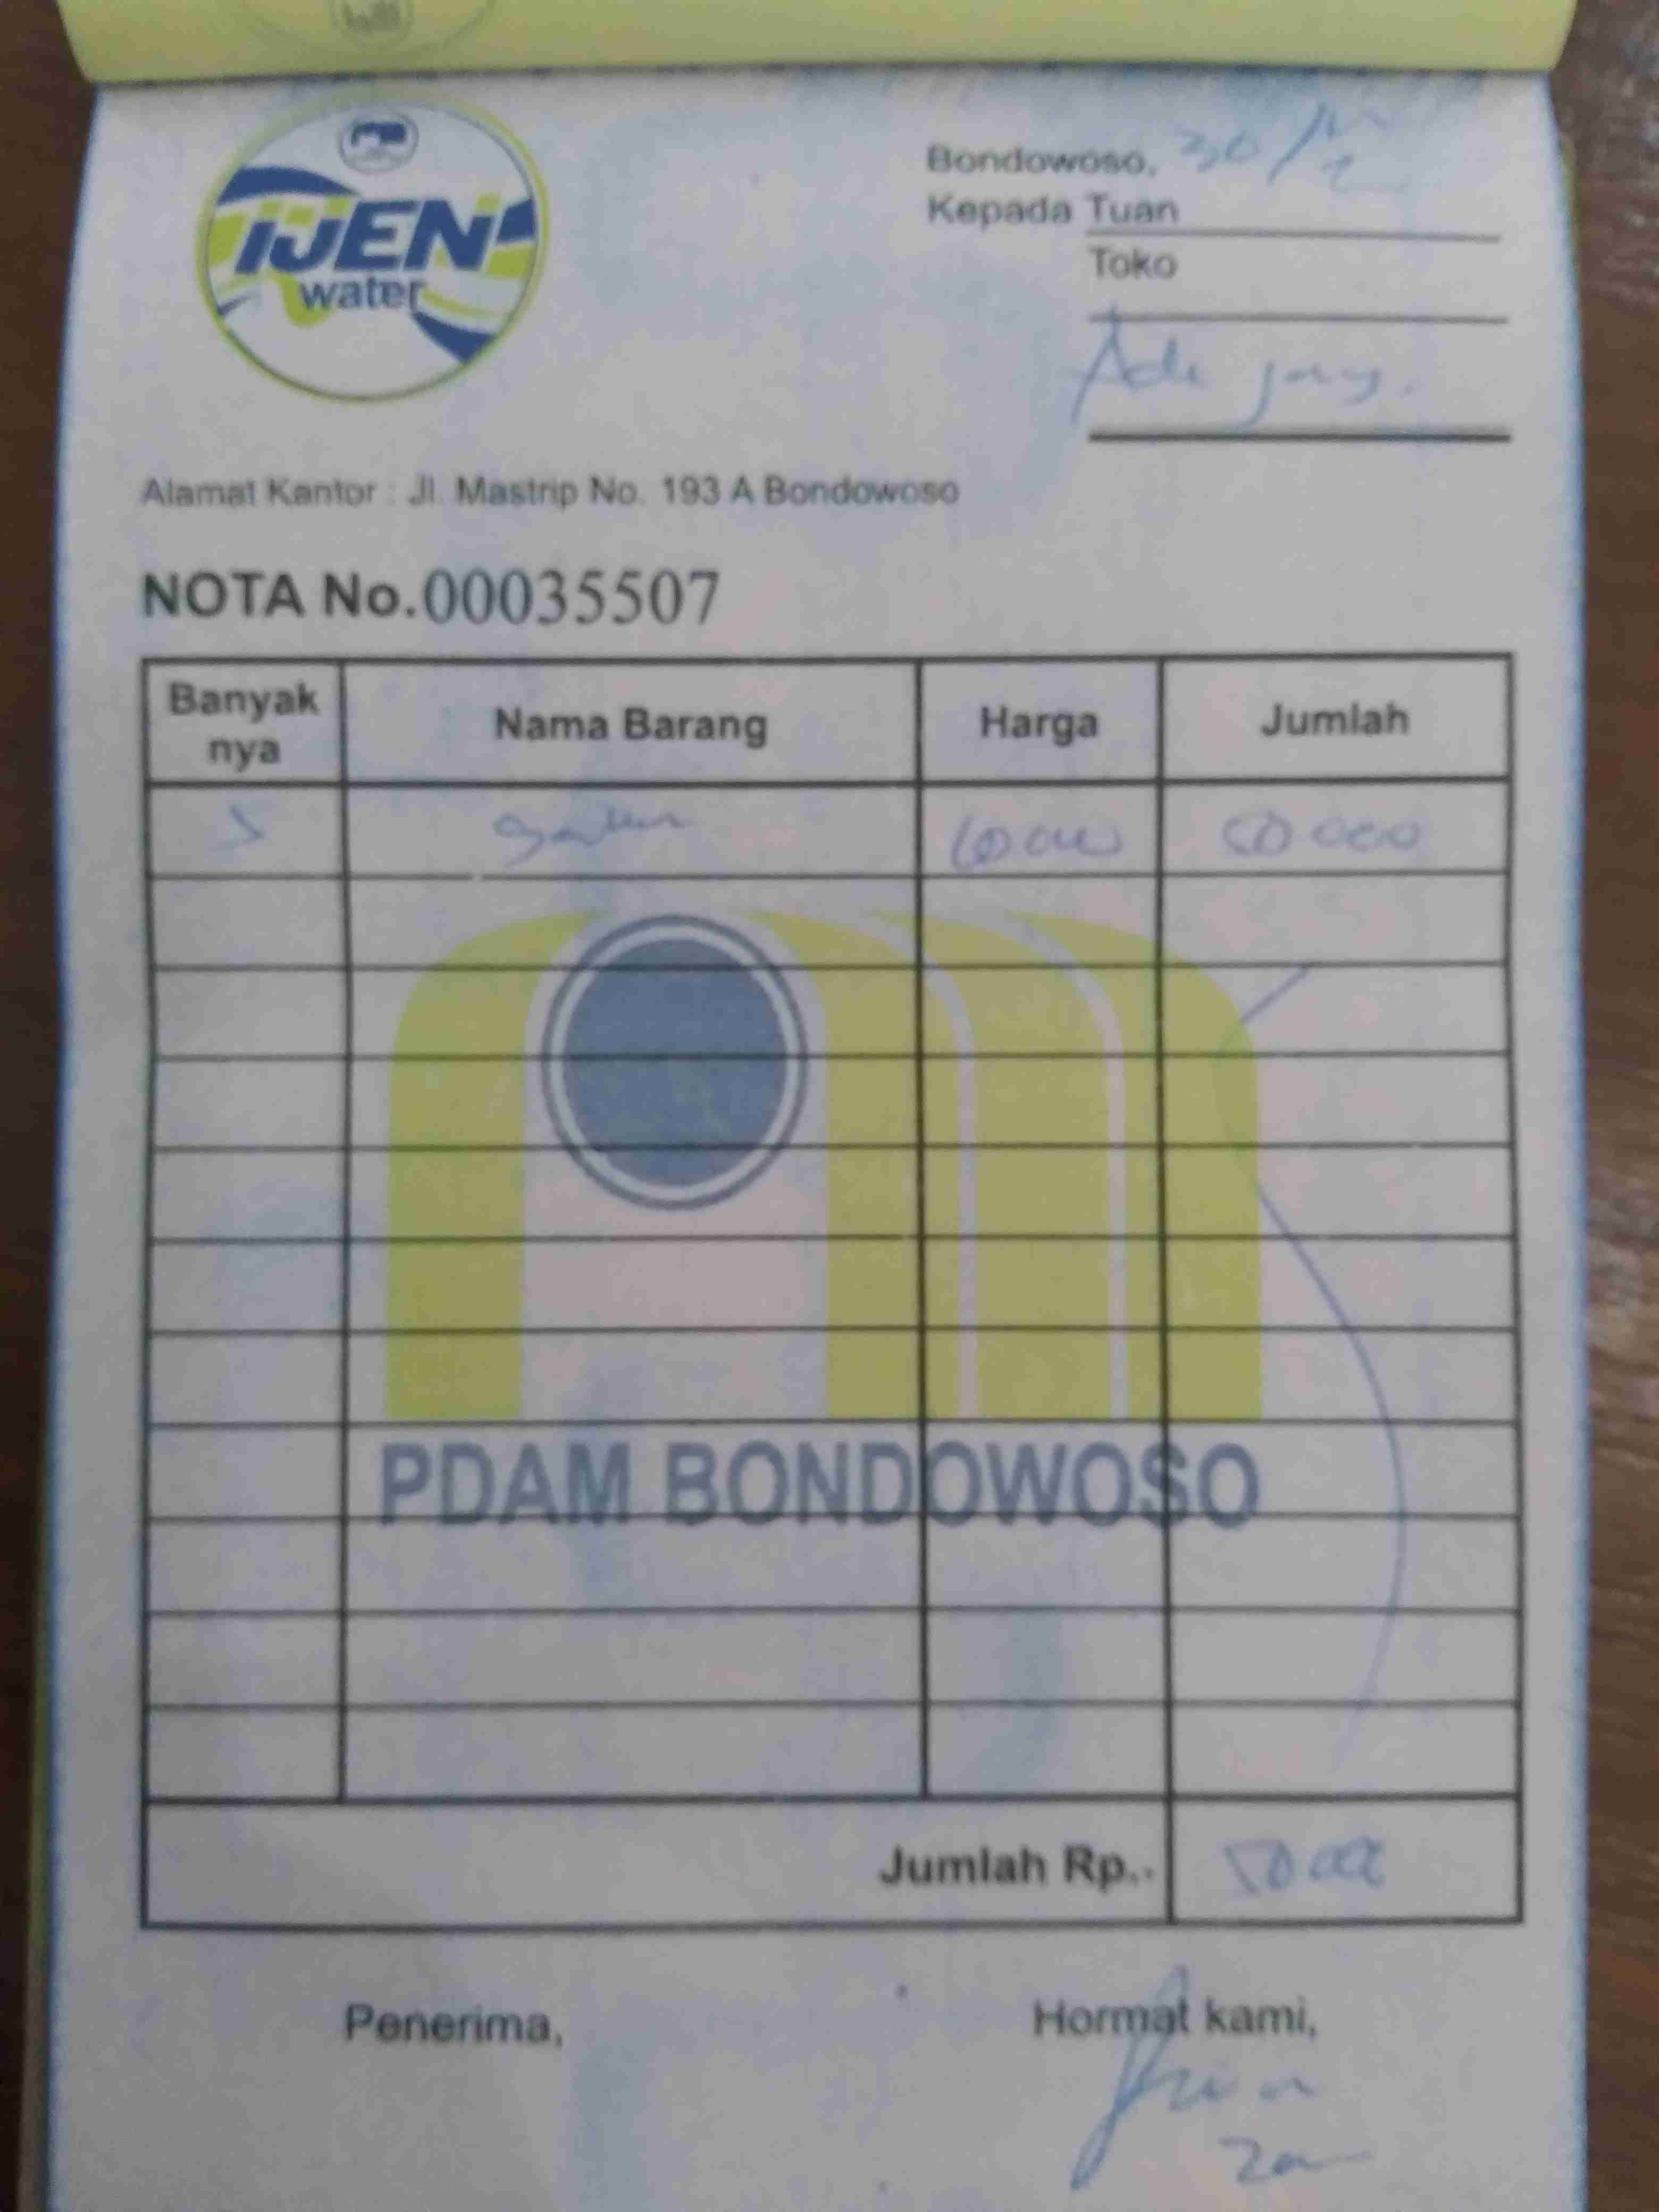 IJEN
water
Bondowoso, 30/12
Kepada Tuan
Toko
Ade jaya.
Alamat Kantor : Jl. Mastrip No. 193 A Bondowoso
NOTA No. 00035507
Banyak nya Nama Barang Harga Jumlah
5 galon 10 000 50 000
PDAM BONDOWOSO
Jumlah Rp.. 50 000
Penerima, Hormat kami,